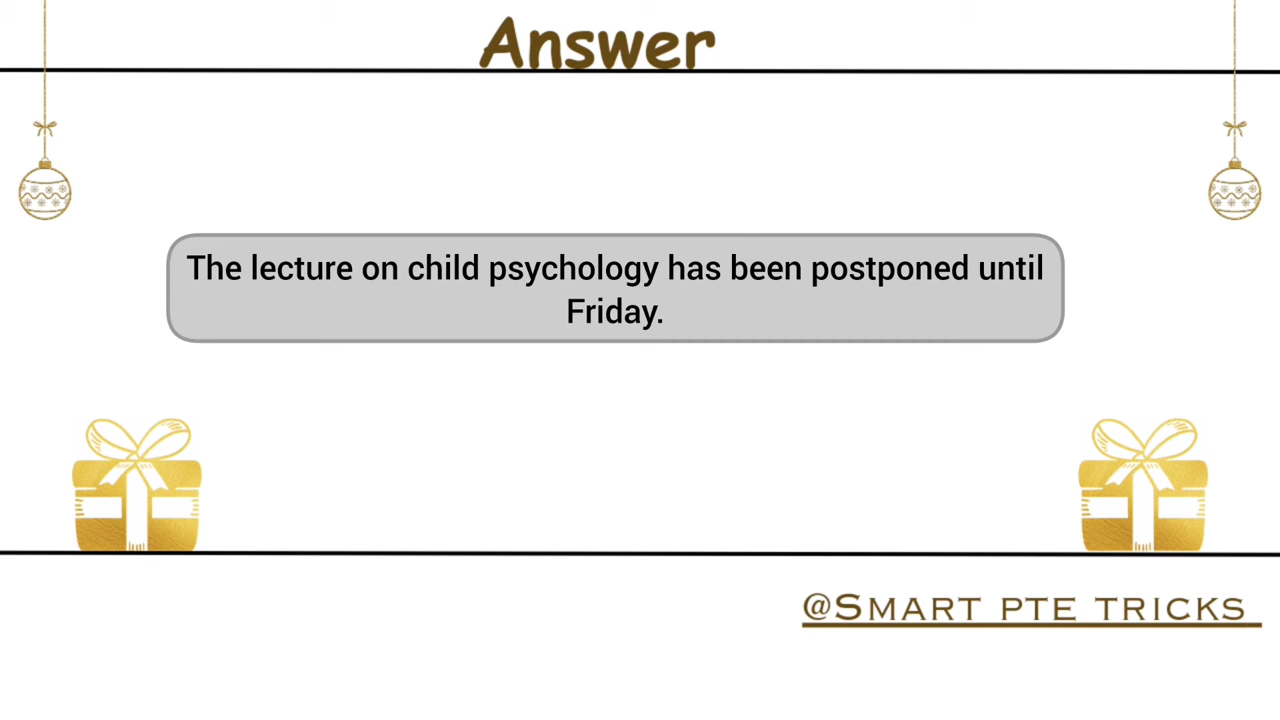 Answer
The lecture on child psychology has been postponed until
Friday.
@SMART PTE TRICKS